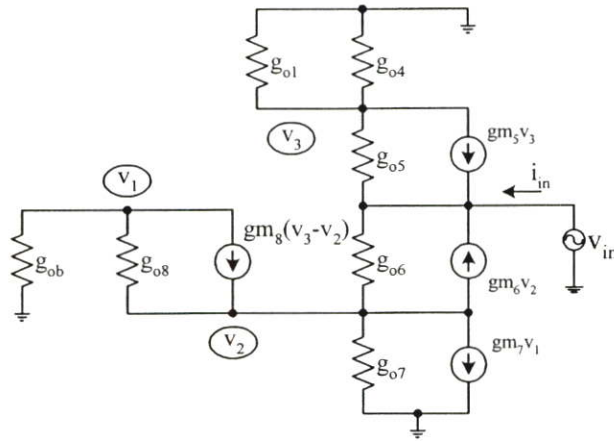 g_o1
g_o4
v_3
g_o5
gm_5v_3
i_in
v_1
gm_8(v_3-v_2)
v_in
g_ob
g_o8
g_o6
gm_6v_2
v_2
g_o7
gm_7v_1